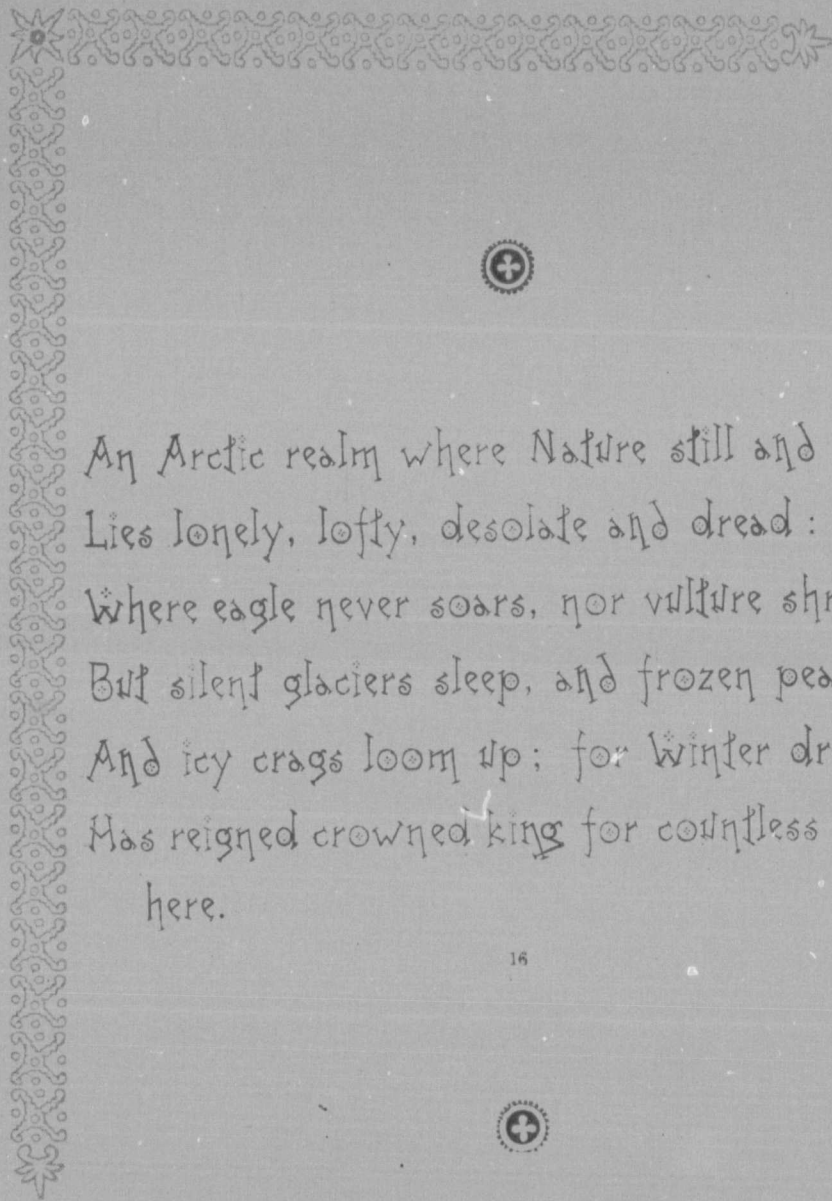 An Arctic realm where Nature still and
Lies lonely, lofty, desolate and dread:
Where eagle never soars, nor vulture
But silent glaciers sleep, and frozen
And icy crags loom up; for Winter
Has reigned crowned king for countless
here.
16